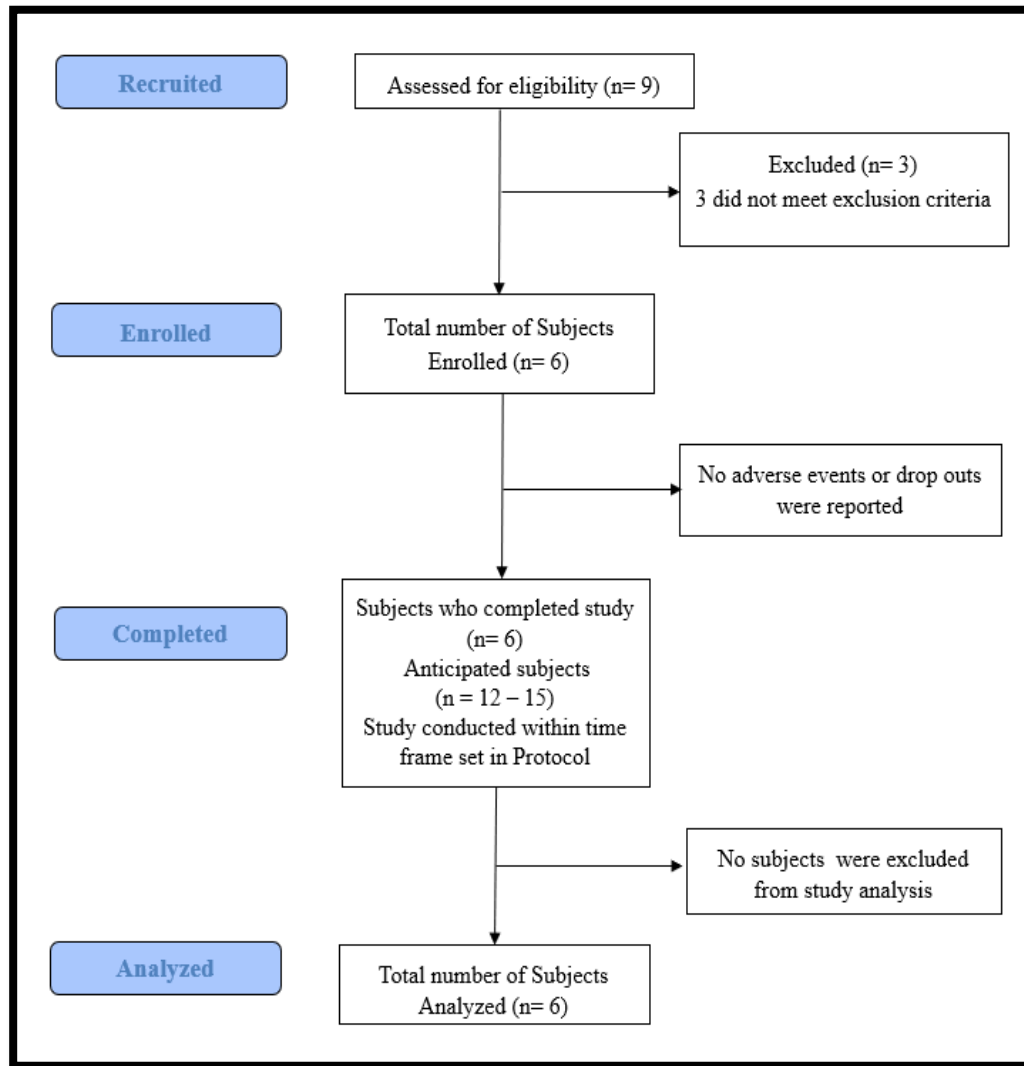 Recruited
Assessed for eligibility (n= 9)
Excluded (n= 3)
3 did not meet exclusion criteria
Enrolled
Total number of Subjects
Enrolled (n= 6)
No adverse events or drop outs
were reported
Completed
Subjects who completed study
(n= 6)
Anticipated subjects
(n = 12 – 15)
Study conducted within time
frame set in Protocol
No subjects were excluded
from study analysis
Analyzed
Total number of Subjects
Analyzed (n= 6)